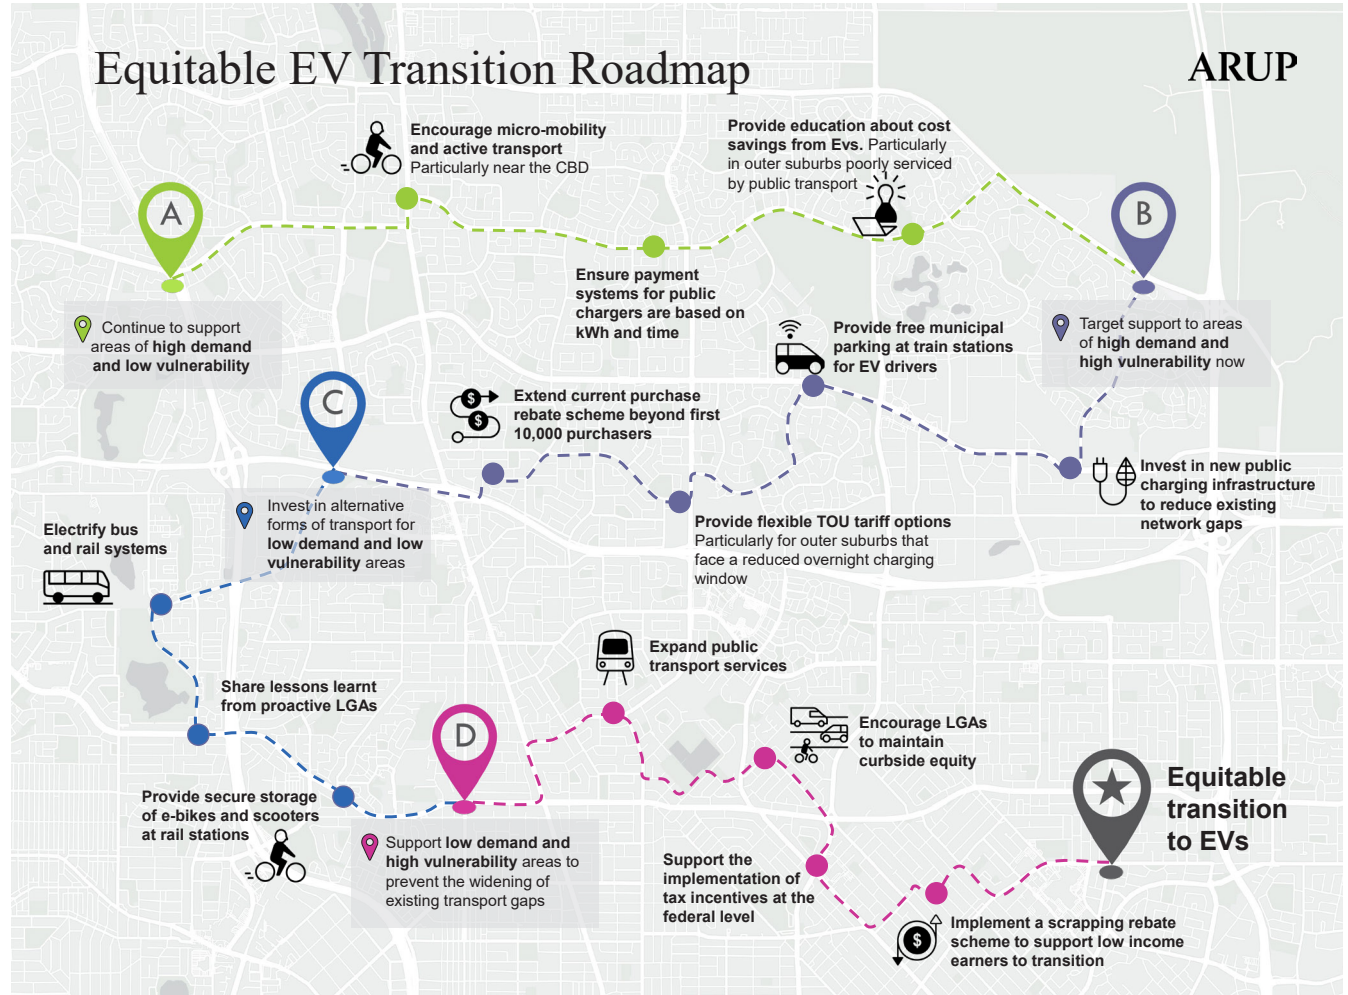 Equitable EV Transition Roadmap
ARUP
Encourage micro-mobility
and active transport
Particularly near the CBD
Provide education about cost
savings from Evs. Particularly
in outer suburbs poorly serviced
by public transport
A
B
Ensure payment
systems for public
chargers are based on
kWh and time
Continue to support
areas of high demand
and low vulnerability
Target support to areas
of high demand and
high vulnerability now
Provide free municipal
parking at train stations
for EV drivers
C
$
$
Extend current purchase
rebate scheme beyond first
10,000 purchasers
Invest in new public
charging infrastructure
to reduce existing
network gaps
Invest in alternative
forms of transport for
low demand and low
vulnerability areas
Provide flexible TOU tariff options
Particularly for outer suburbs that
face a reduced overnight charging
window
Electrify bus
and rail systems
Expand public
transport services
Share lessons learnt
from proactive LGAs
D
Encourage LGAs
to maintain
curbside equity
Equitable
transition
to EVs
Provide secure storage
of e-bikes and scooters
at rail stations
Support low demand and
high vulnerability areas to
prevent the widening of
existing transport gaps
Support the
implementation of
tax incentives at the
federal level
$
Implement a scrapping rebate
scheme to support low income
earners to transition